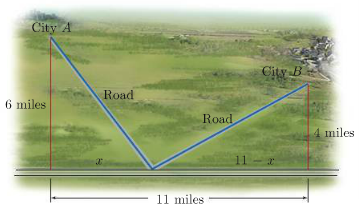 City A
City B
Road
6 miles
Road
4 miles
x
11 − x
11 miles